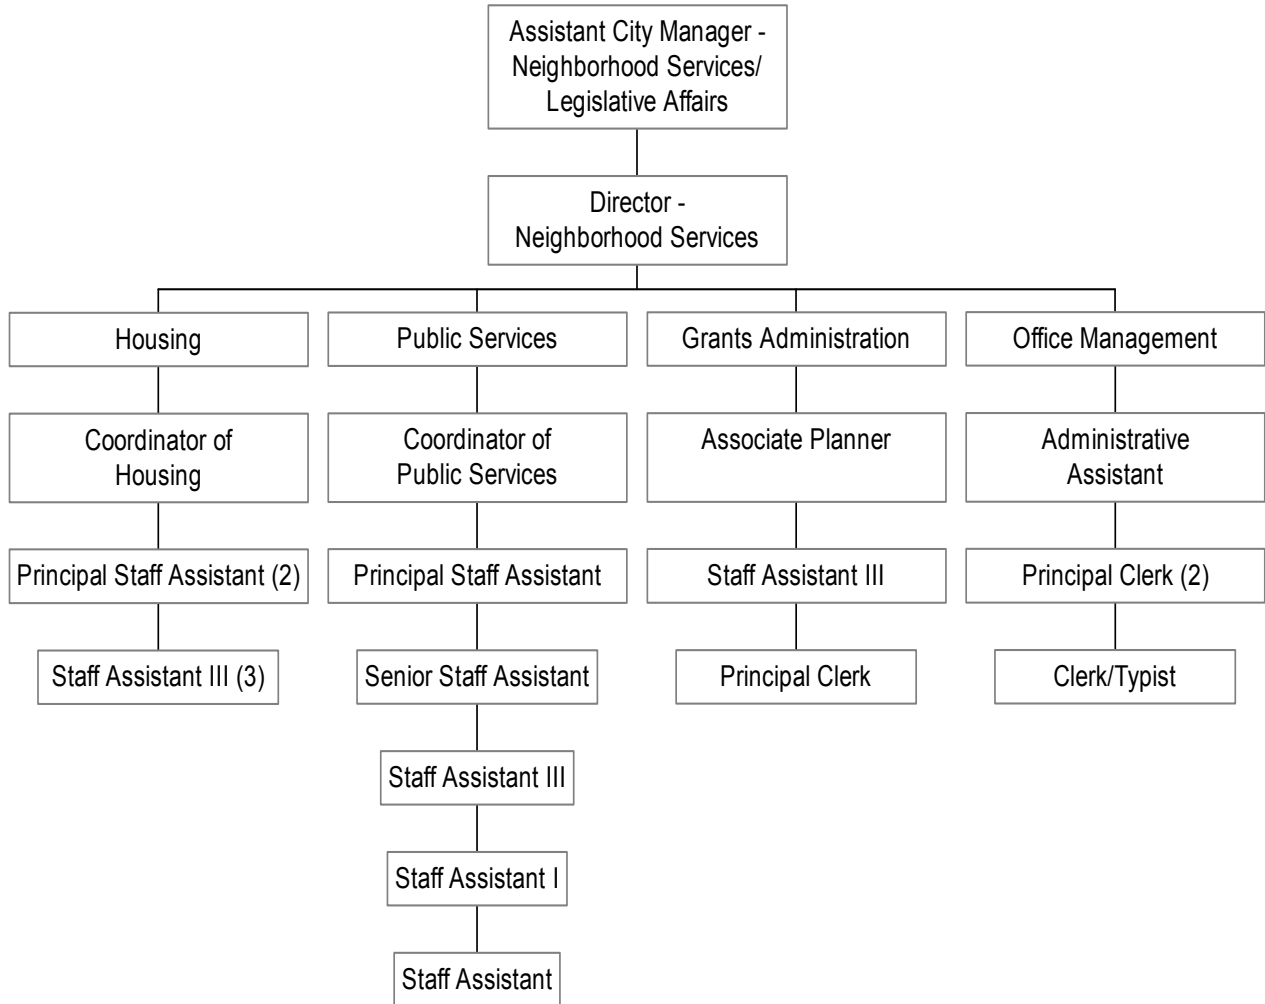 Assistant City Manager -
Neighborhood Services/
Legislative Affairs
Director -
Neighborhood Services
Housing
Public Services
Grants Administration
Office Management
Coordinator of
Housing
Coordinator of
Public Services
Associate Planner
Administrative
Assistant
Principal Staff Assistant (2)
Principal Staff Assistant
Staff Assistant III
Principal Clerk (2)
Staff Assistant III (3)
Senior Staff Assistant
Principal Clerk
Clerk/Typist
Staff Assistant III
Staff Assistant I
Staff Assistant